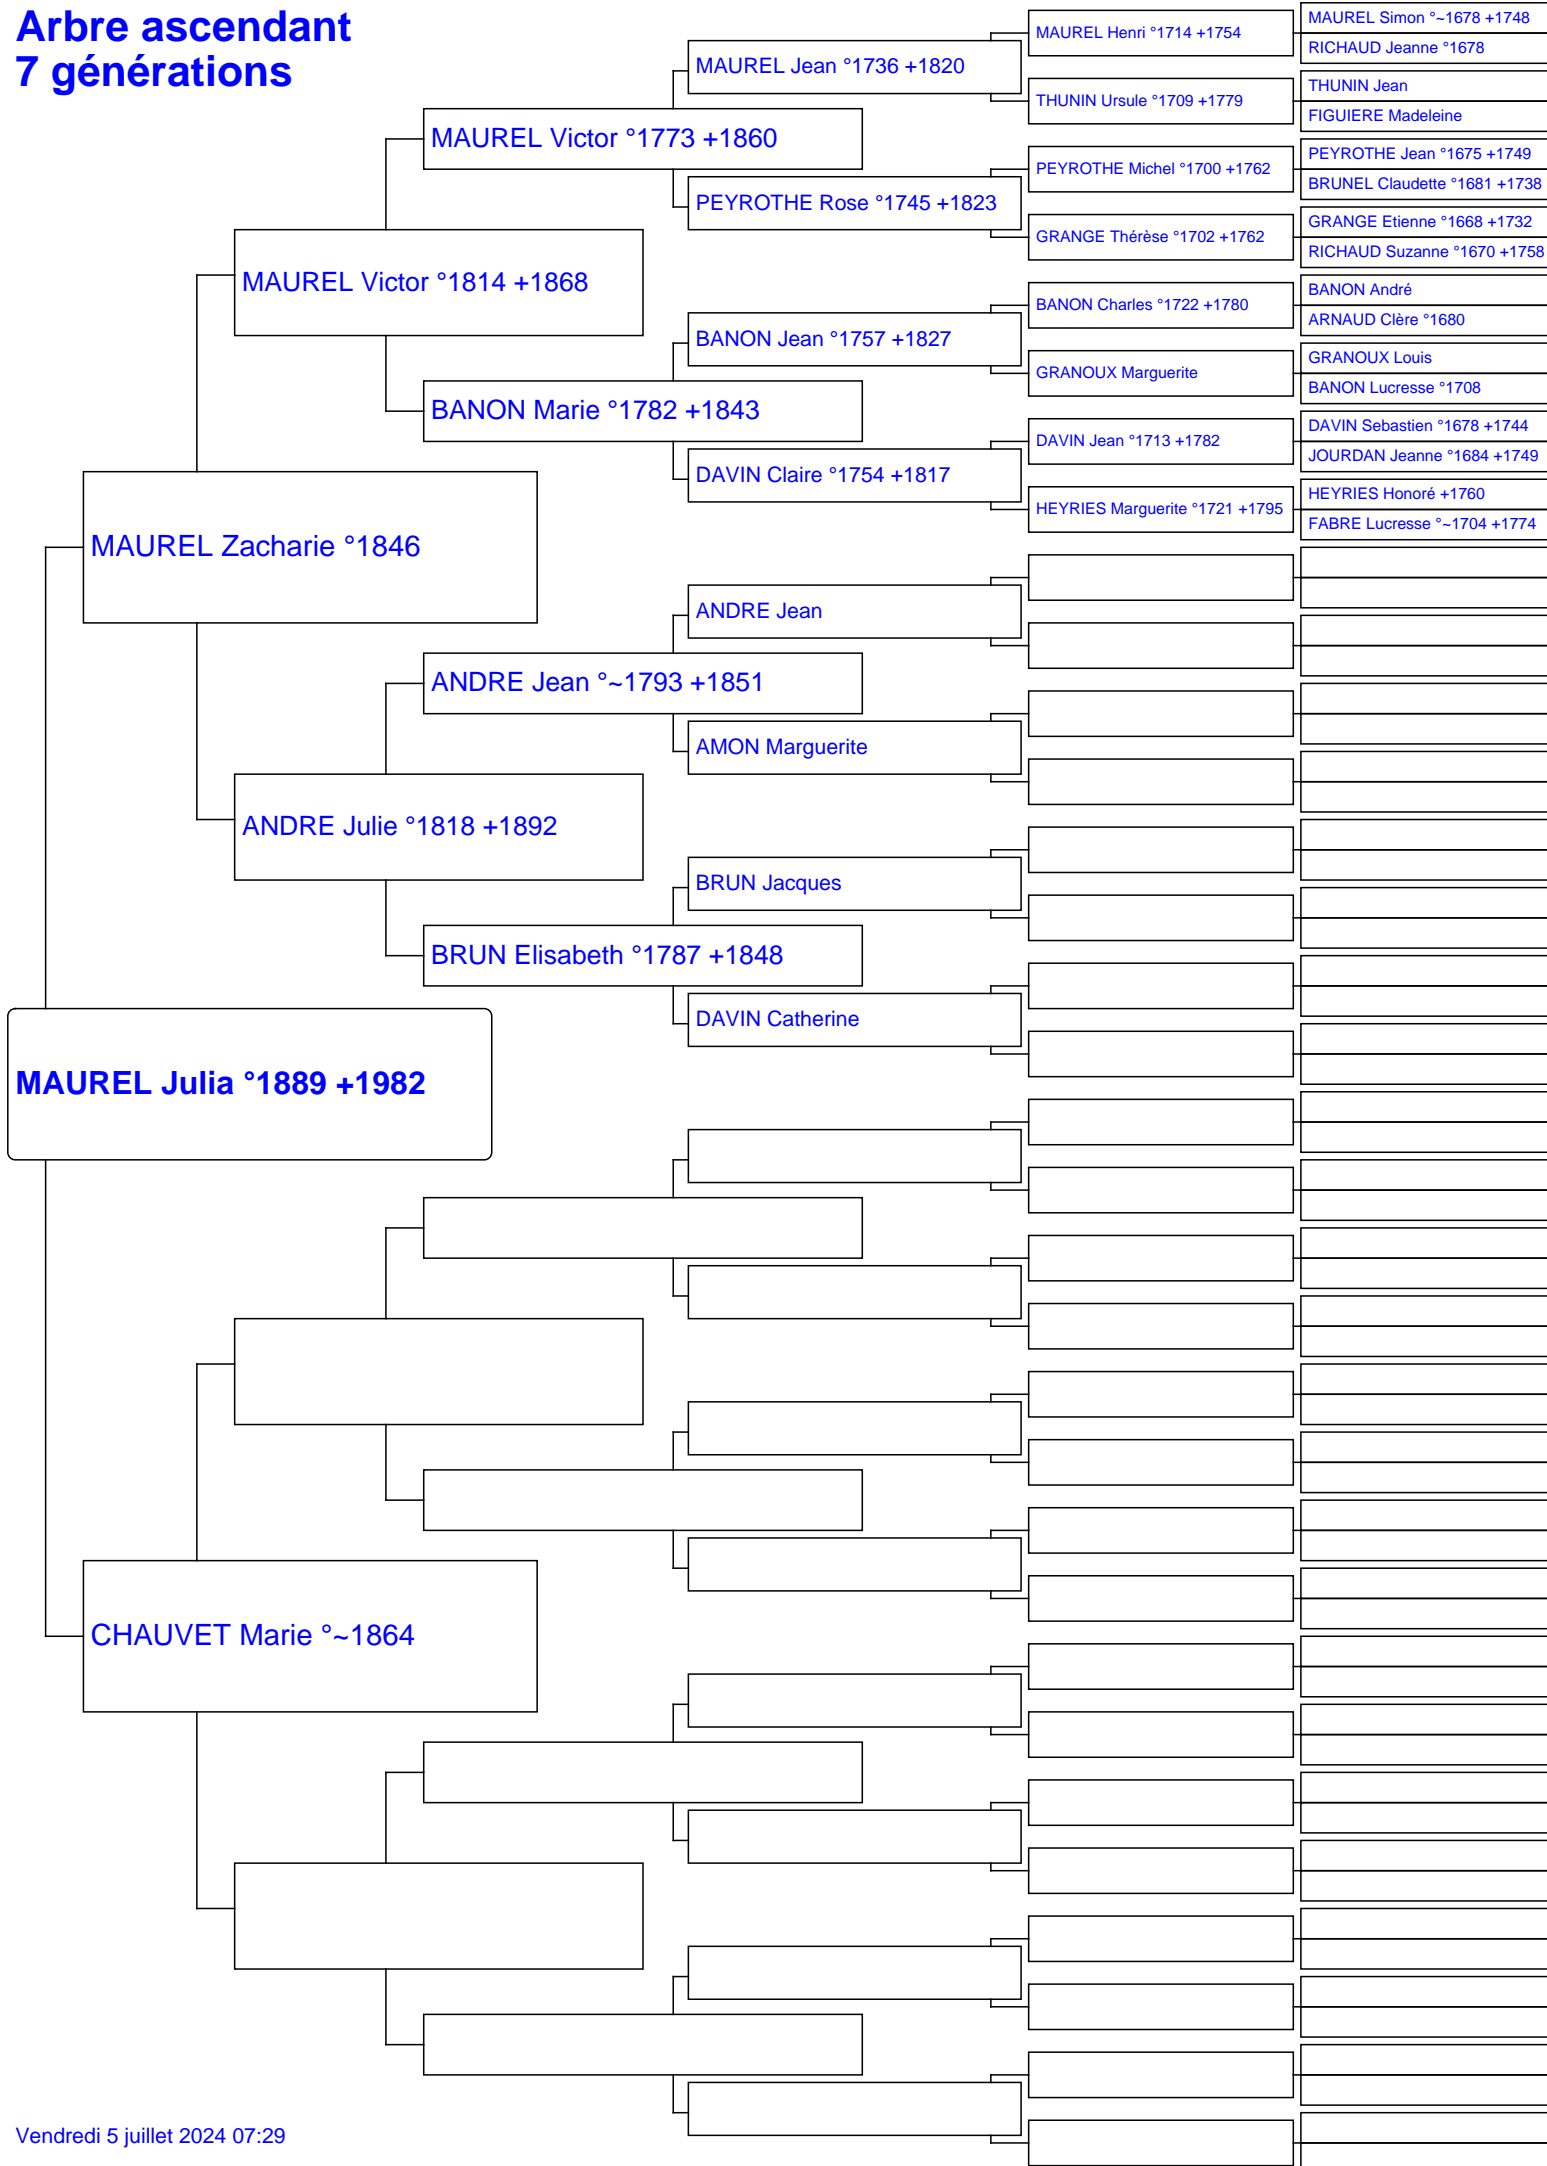 Arbre ascendant
7 générations
MAUREL Simon °~1678 +1748
MAUREL Henri °1714 +1754
RICHAUD Jeanne °1678
MAUREL Jean °1736 +1820
THUNIN Jean
THUNIN Ursule °1709 +1779
FIGUIERE Madeleine
MAUREL Victor °1773 +1860
PEYROTHE Jean °1675 +1749
PEYROTHE Michel °1700 +1762
BRUNEL Claudette °1681 +1738
PEYROTHE Rose °1745 +1823
GRANGE Etienne °1668 +1732
GRANGE Thérèse °1702 +1762
RICHAUD Suzanne °1670 +1758
MAUREL Victor °1814 +1868
BANON André
BANON Charles °1722 +1780
ARNAUD Clère °1680
BANON Jean °1757 +1827
GRANOUX Louis
GRANOUX Marguerite
BANON Lucresse °1708
BANON Marie °1782 +1843
DAVIN Sebastien °1678 +1744
DAVIN Jean °1713 +1782
JOURDAN Jeanne °1684 +1749
DAVIN Claire °1754 +1817
HEYRIES Honoré +1760
HEYRIES Marguerite °1721 +1795
FABRE Lucresse °~1704 +1774
MAUREL Zacharie °1846
ANDRE Jean
ANDRE Jean °~1793 +1851
AMON Marguerite
ANDRE Julie °1818 +1892
BRUN Jacques
BRUN Elisabeth °1787 +1848
DAVIN Catherine
MAUREL Julia °1889 +1982
CHAUVET Marie °~1864
Vendredi 5 juillet 2024 07:29